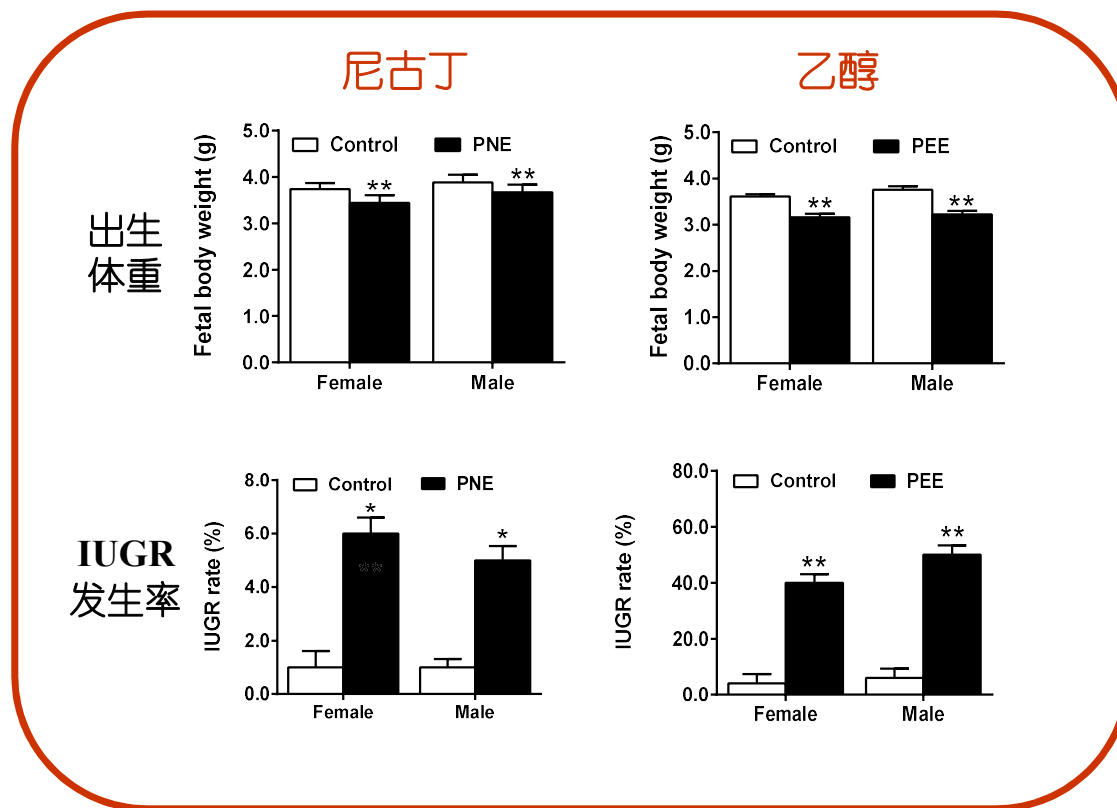 尼古丁
乙醇
出生
体重
Fetal body weight (g)
5.0
4.0
3.0
2.0
1.0
0.0
Control
PNE
**
**
Female
Male
Fetal body weight (g)
5.0
4.0
3.0
2.0
1.0
0.0
Control
PEE
**
**
Female
Male
IUGR
发生率
IUGR rate (%)
8.0
6.0
4.0
2.0
0.0
Control
PNE
*
**
*
Female
Male
IUGR rate (%)
80.0
60.0
40.0
20.0
0.0
Control
PEE
**
**
Female
Male